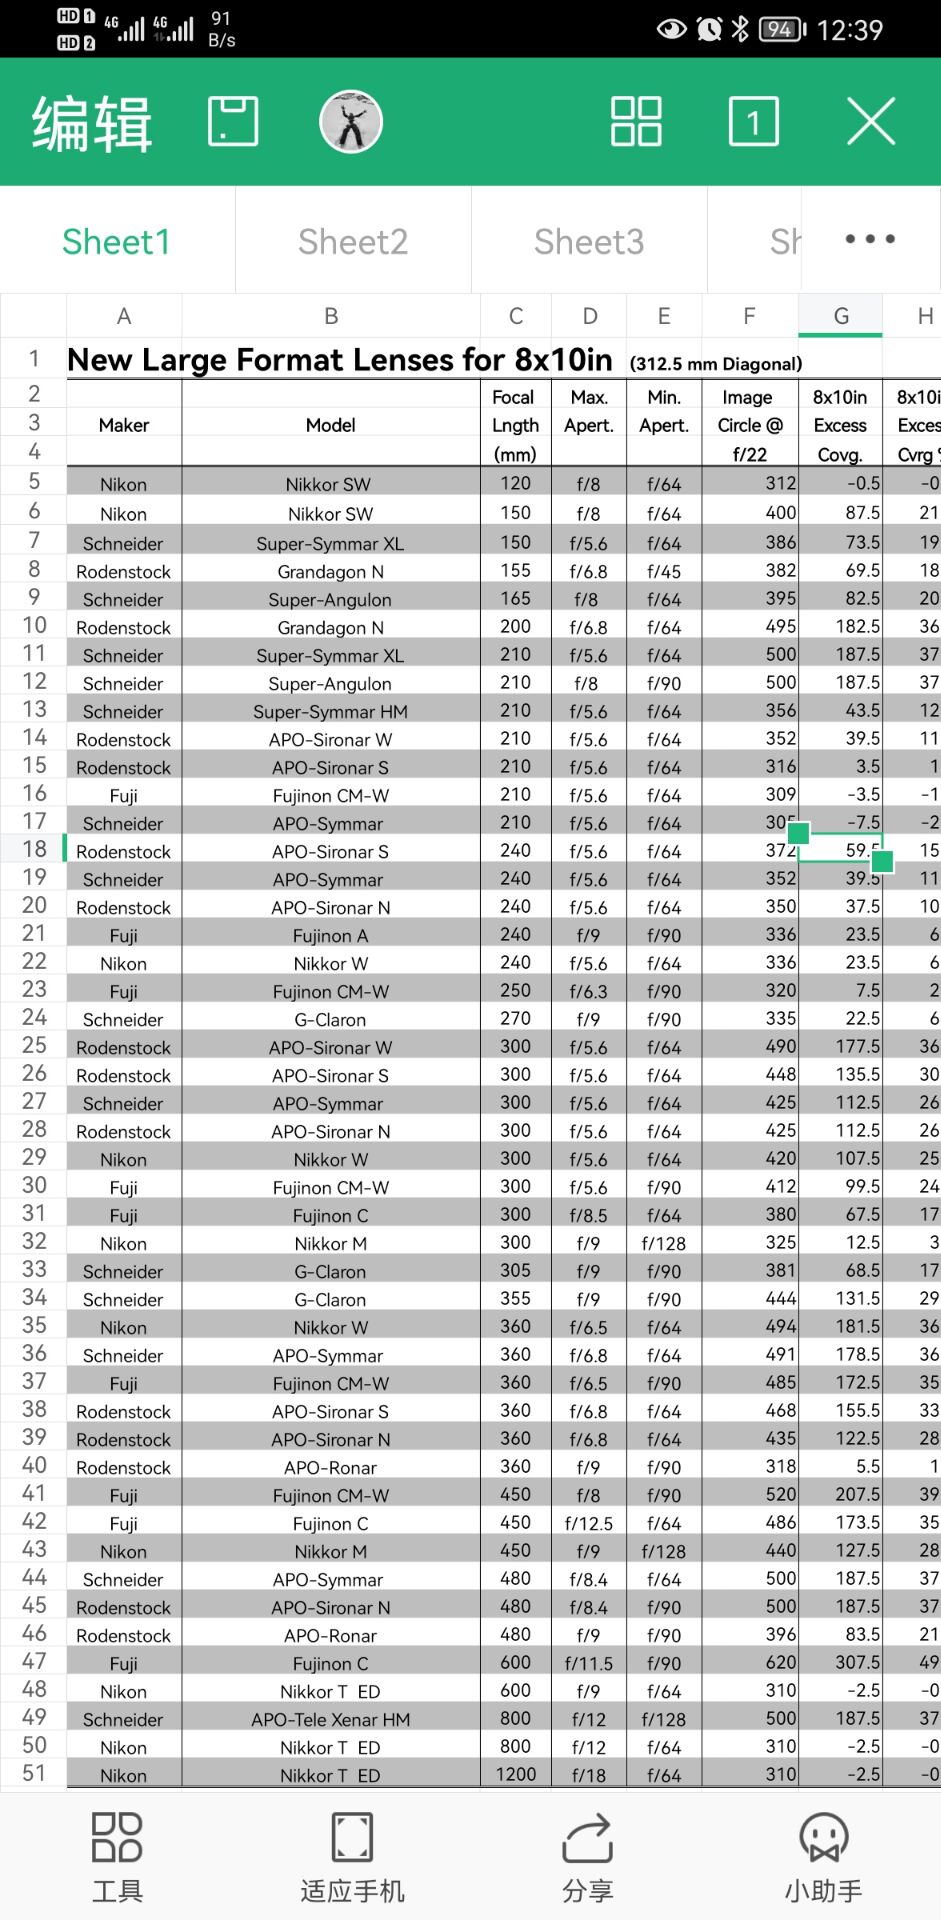 HD 1 4G 4G 91 94 12:39
HD 2 B/s
编辑 1
Sheet1 Sheet2 Sheet3 Sh
A B C D E F G H
1 New Large Format Lenses for 8x10in (312.5 mm Diagonal)
2 Focal Max. Min. Image 8x10in 8x10i
3 Maker Model Lngth Apert. Apert. Circle @ Excess Exces
4 (mm) f/22 Covg. Cvrg %
5 Nikon Nikkor SW 120 f/8 f/64 312 -0.5 -0
6 Nikon Nikkor SW 150 f/8 f/64 400 87.5 21
7 Schneider Super-Symmar XL 150 f/5.6 f/64 386 73.5 19
8 Rodenstock Grandagon N 155 f/6.8 f/45 382 69.5 18
9 Schneider Super-Angulon 165 f/8 f/64 395 82.5 20
10 Rodenstock Grandagon N 200 f/6.8 f/64 495 182.5 36
11 Schneider Super-Symmar XL 210 f/5.6 f/64 500 187.5 37
12 Schneider Super-Angulon 210 f/8 f/90 500 187.5 37
13 Schneider Super-Symmar HM 210 f/5.6 f/64 356 43.5 12
14 Rodenstock APO-Sironar W 210 f/5.6 f/64 352 39.5 11
15 Rodenstock APO-Sironar S 210 f/5.6 f/64 316 3.5 1
16 Fuji Fujinon CM-W 210 f/5.6 f/64 309 -3.5 -1
17 Schneider APO-Symmar 210 f/5.6 f/64 305 -7.5 -2
18 Rodenstock APO-Sironar S 240 f/5.6 f/64 372 59.5 15
19 Schneider APO-Symmar 240 f/5.6 f/64 352 39.5 11
20 Rodenstock APO-Sironar N 240 f/5.6 f/64 350 37.5 10
21 Fuji Fujinon A 240 f/9 f/90 336 23.5 6
22 Nikon Nikkor W 240 f/5.6 f/64 336 23.5 6
23 Fuji Fujinon CM-W 250 f/6.3 f/90 320 7.5 2
24 Schneider G-Claron 270 f/9 f/90 335 22.5 6
25 Rodenstock APO-Sironar W 300 f/5.6 f/64 490 177.5 36
26 Rodenstock APO-Sironar S 300 f/5.6 f/64 448 135.5 30
27 Schneider APO-Symmar 300 f/5.6 f/64 425 112.5 26
28 Rodenstock APO-Sironar N 300 f/5.6 f/64 425 112.5 26
29 Nikon Nikkor W 300 f/5.6 f/64 420 107.5 25
30 Fuji Fujinon CM-W 300 f/5.6 f/90 412 99.5 24
31 Fuji Fujinon C 300 f/8.5 f/64 380 67.5 17
32 Nikon Nikkor M 300 f/9 f/128 325 12.5 3
33 Schneider G-Claron 305 f/9 f/90 381 68.5 17
34 Schneider G-Claron 355 f/9 f/90 444 131.5 29
35 Nikon Nikkor W 360 f/6.5 f/64 494 181.5 36
36 Schneider APO-Symmar 360 f/6.8 f/64 491 178.5 36
37 Fuji Fujinon CM-W 360 f/6.5 f/90 485 172.5 35
38 Rodenstock APO-Sironar S 360 f/6.8 f/64 468 155.5 33
39 Rodenstock APO-Sironar N 360 f/6.8 f/64 435 122.5 28
40 Rodenstock APO-Ronar 360 f/9 f/90 318 5.5 1
41 Fuji Fujinon CM-W 450 f/8 f/90 520 207.5 39
42 Fuji Fujinon C 450 f/12.5 f/64 486 173.5 35
43 Nikon Nikkor M 450 f/9 f/128 440 127.5 28
44 Schneider APO-Symmar 480 f/8.4 f/64 500 187.5 37
45 Rodenstock APO-Sironar N 480 f/8.4 f/90 500 187.5 37
46 Rodenstock APO-Ronar 480 f/9 f/90 396 83.5 21
47 Fuji Fujinon C 600 f/11.5 f/90 620 307.5 49
48 Nikon Nikkor T ED 600 f/9 f/64 310 -2.5 -0
49 Schneider APO-Tele Xenar HM 800 f/12 f/128 500 187.5 37
50 Nikon Nikkor T ED 800 f/12 f/64 310 -2.5 -0
51 Nikon Nikkor T ED 1200 f/18 f/64 310 -2.5 -0
工具 适应手机 分享 小助手